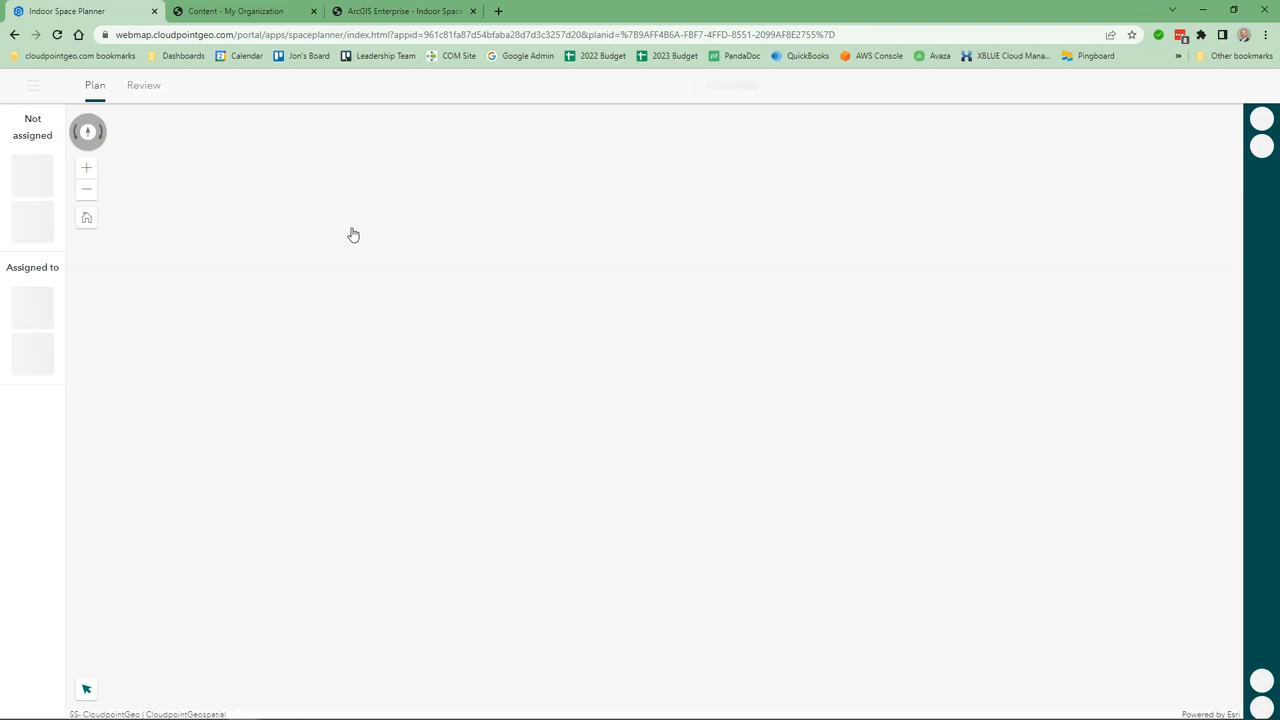 Indoor Space Planner
Content - My Organization
ArcGIS Enterprise - Indoor Space
webmap.cloudpointgeo.com/portal/apps/spaceplanner/index.html?appid=961c81fa87d54bfaba28d7d3c3257d20&planid=%7B9AFF4B6A-FBF7-4FFD-8551-2099AF8E2755%7D
cloudpointgeo.com bookmarks
Dashboards
Calendar
Jon's Board
Leadership Team
COM Site
Google Admin
2022 Budget
2023 Budget
PandaDoc
QuickBooks
AWS Console
Avaza
XBLUE Cloud Mana...
Pingboard
»
Other bookmarks
Plan
Review
Not
assigned
Assigned to
SS- CloudpointGeo | CloudpointGeospatial
Powered by Esri